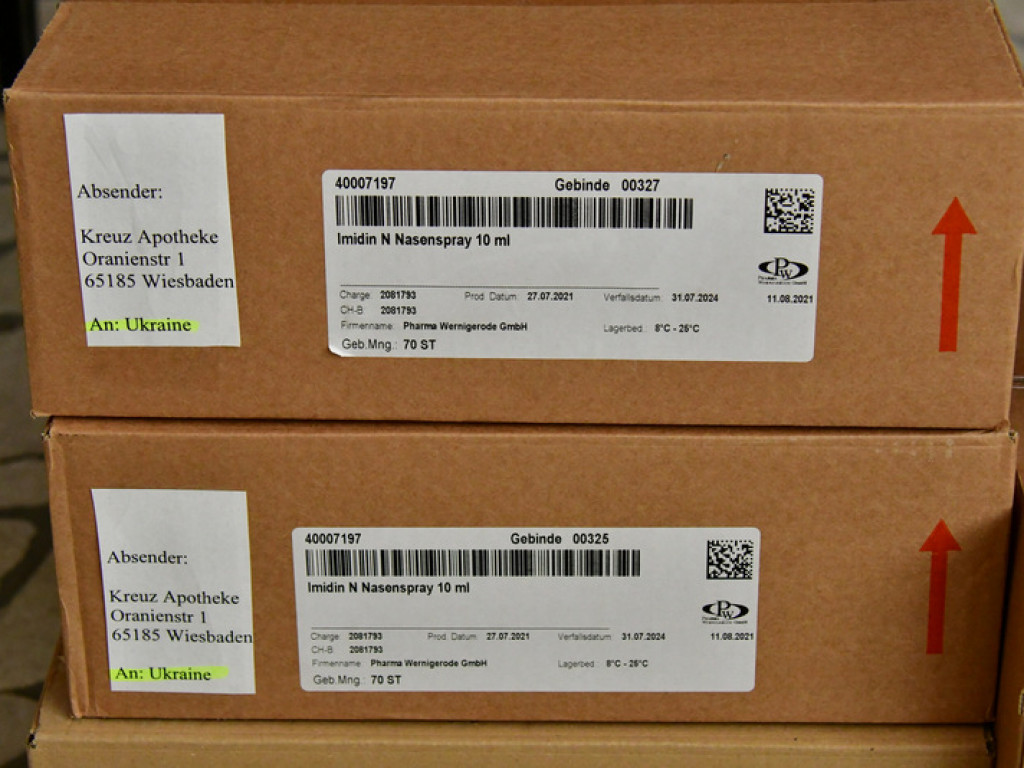 Absender:
Kreuz Apotheke
Oranienstr 1
65185 Wiesbaden
An: Ukraine
40007197 Gebinde 00327
Imidin N Nasenspray 10 ml
Charge: 2081793 Prod. Datum: 27.07.2021 Verfallsdatum: 31.07.2024 11.08.2021
CH-B: 2081793
Firmenname: Pharma Wernigerode GmbH Lagerbed.: 8°C - 25°C
Geb.Mng.: 70 ST
PW
Absender:
Kreuz Apotheke
Oranienstr 1
65185 Wiesbaden
An: Ukraine
40007197 Gebinde 00325
Imidin N Nasenspray 10 ml
Charge: 2081793 Prod. Datum: 27.07.2021 Verfallsdatum: 31.07.2024 11.08.2021
CH-B: 2081793
Firmenname: Pharma Wernigerode GmbH Lagerbed.: 8°C - 25°C
Geb.Mng.: 70 ST
PW